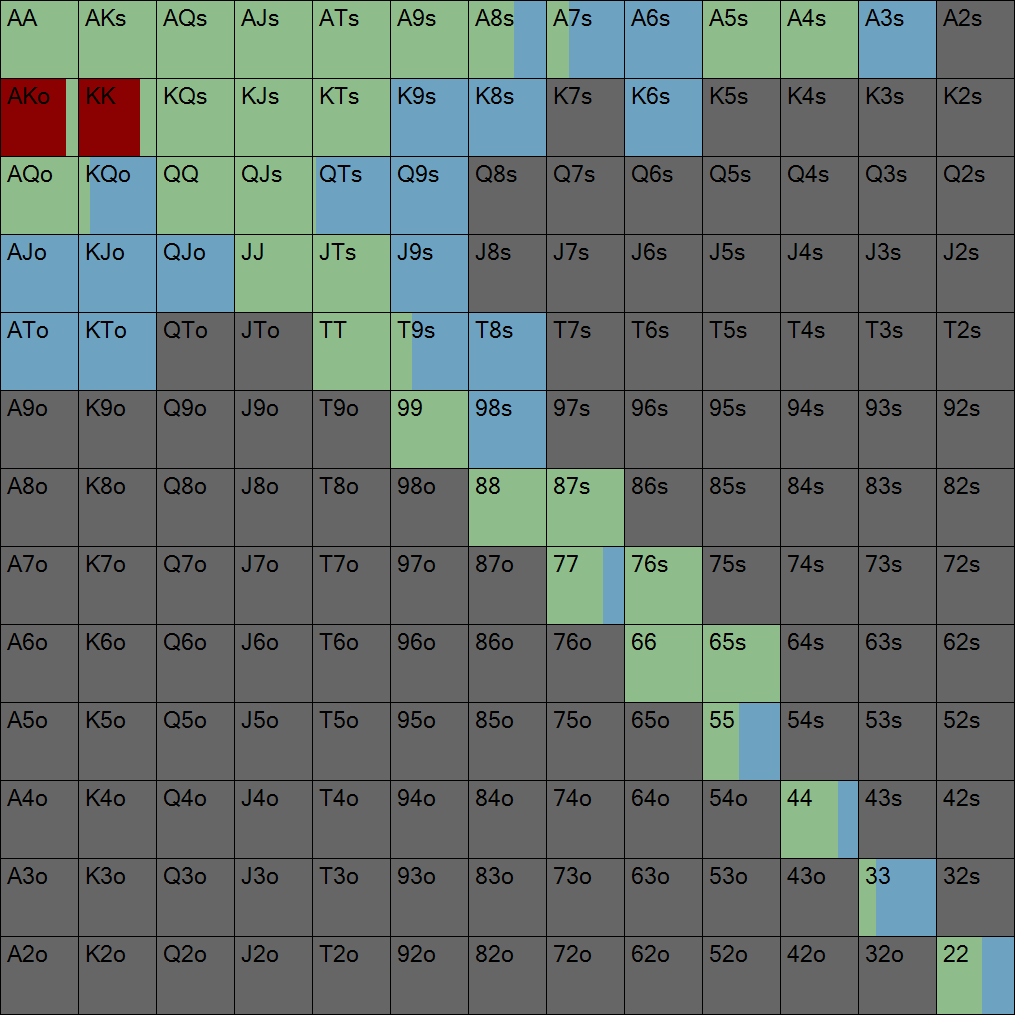 AA AKs AQs AJs ATs A9s A8s A7s A6s A5s A4s A3s A2s
AKo KK KQs KJs KTs K9s K8s K7s K6s K5s K4s K3s K2s
AQo KQo QQ QJs QTs Q9s Q8s Q7s Q6s Q5s Q4s Q3s Q2s
AJo KJo QJo JJ JTs J9s J8s J7s J6s J5s J4s J3s J2s
ATo KTo QTo JTo TT T9s T8s T7s T6s T5s T4s T3s T2s
A9o K9o Q9o J9o T9o 99 98s 97s 96s 95s 94s 93s 92s
A8o K8o Q8o J8o T8o 98o 88 87s 86s 85s 84s 83s 82s
A7o K7o Q7o J7o T7o 97o 87o 77 76s 75s 74s 73s 72s
A6o K6o Q6o J6o T6o 96o 86o 76o 66 65s 64s 63s 62s
A5o K5o Q5o J5o T5o 95o 85o 75o 65o 55 54s 53s 52s
A4o K4o Q4o J4o T4o 94o 84o 74o 64o 54o 44 43s 42s
A3o K3o Q3o J3o T3o 93o 83o 73o 63o 53o 43o 33 32s
A2o K2o Q2o J2o T2o 92o 82o 72o 62o 52o 42o 32o 22